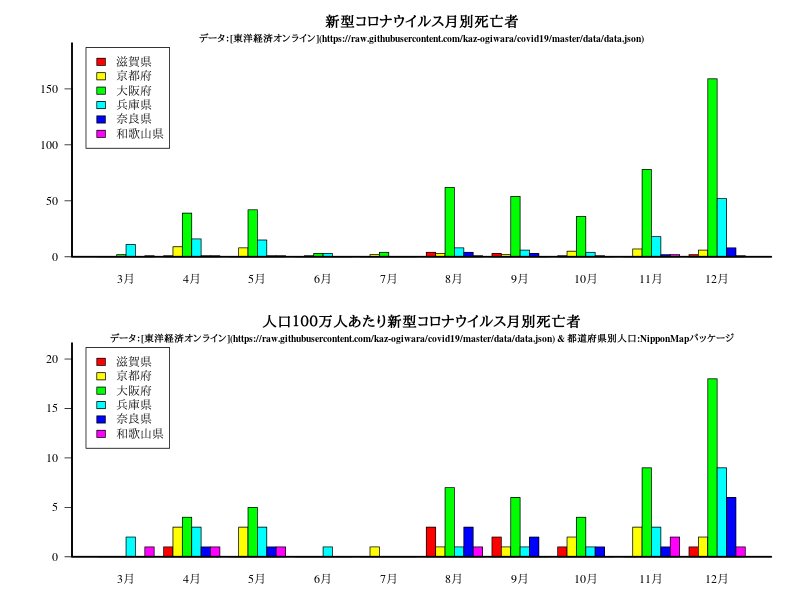 新型コロナウイルス月別死亡者
データ:[東洋経済オンライン](https://raw.githubusercontent.com/kaz-ogiwara/covid19/master/data/data.json)
滋賀県
京都府
大阪府
兵庫県
奈良県
和歌山県
150
100
50
0
3月 4月 5月 6月 7月 8月 9月 10月 11月 12月
人口100万人あたり新型コロナウイルス月別死亡者
データ:[東洋経済オンライン](https://raw.githubusercontent.com/kaz-ogiwara/covid19/master/data/data.json) & 都道府県別人口:NipponMapパッケージ
滋賀県
京都府
大阪府
兵庫県
奈良県
和歌山県
20
15
10
5
0
3月 4月 5月 6月 7月 8月 9月 10月 11月 12月